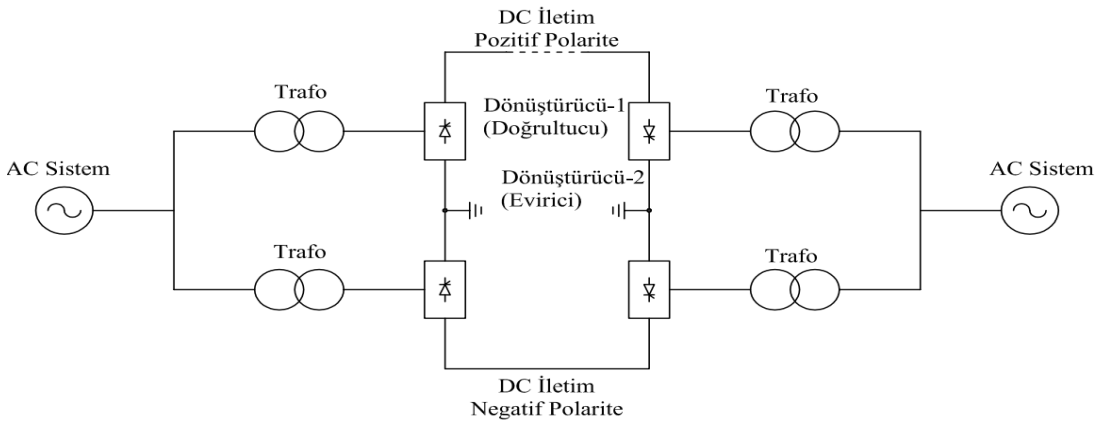 DC İletim
Pozitif Polarite
Trafo
Dönüştürücü-1
(Doğrultucu)
Trafo
AC Sistem
Dönüştürücü-2
(Evirici)
AC Sistem
Trafo
Trafo
DC İletim
Negatif Polarite